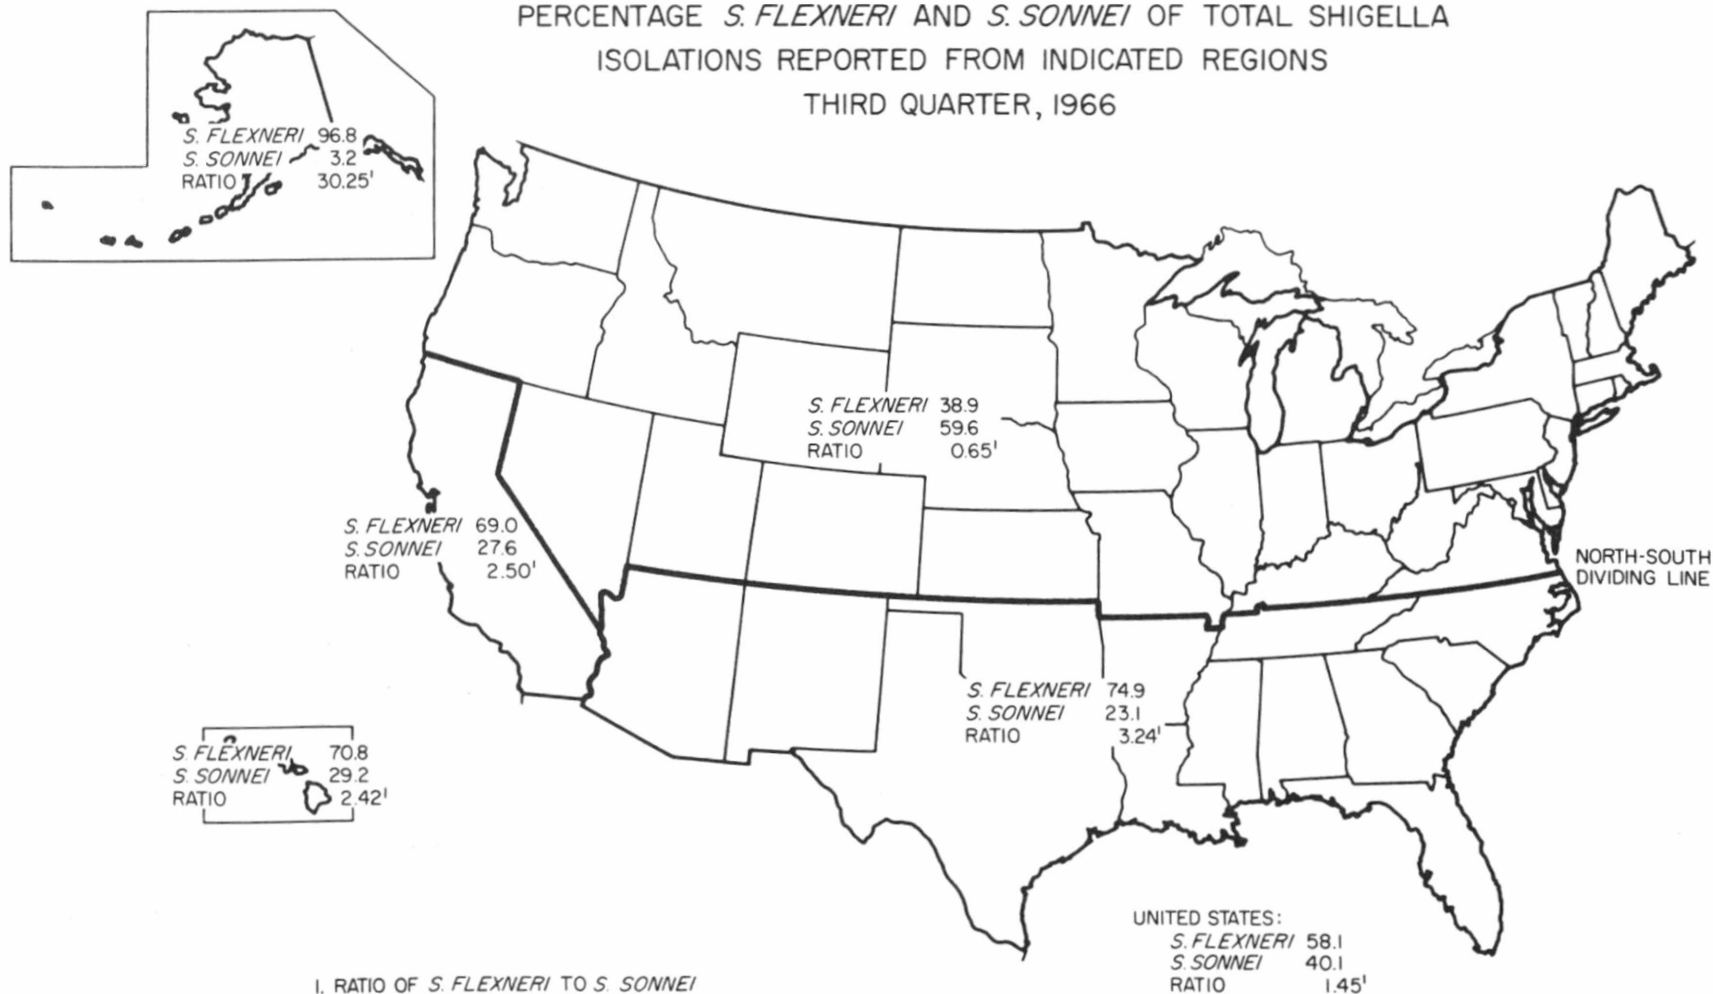 PERCENTAGE S. FLEXNERI AND S. SONNEI OF TOTAL SHIGELLA
ISOLATIONS REPORTED FROM INDICATED REGIONS
THIRD QUARTER, 1966
S. FLEXNERI 96.8
S. SONNEI 3.2
RATIO 30.25¹
S. FLEXNERI 38.9
S. SONNEI 59.6
RATIO 0.65¹
S. FLEXNERI 69.0
S. SONNEI 27.6
RATIO 2.50¹
NORTH-SOUTH
DIVIDING LINE
S. FLEXNERI 74.9
S. SONNEI 23.1
RATIO 3.24¹
S. FLEXNERI 70.8
S. SONNEI 29.2
RATIO 2.42¹
UNITED STATES:
S. FLEXNERI 58.1
S. SONNEI 40.1
RATIO 1.45¹
1. RATIO OF S. FLEXNERI TO S. SONNEI